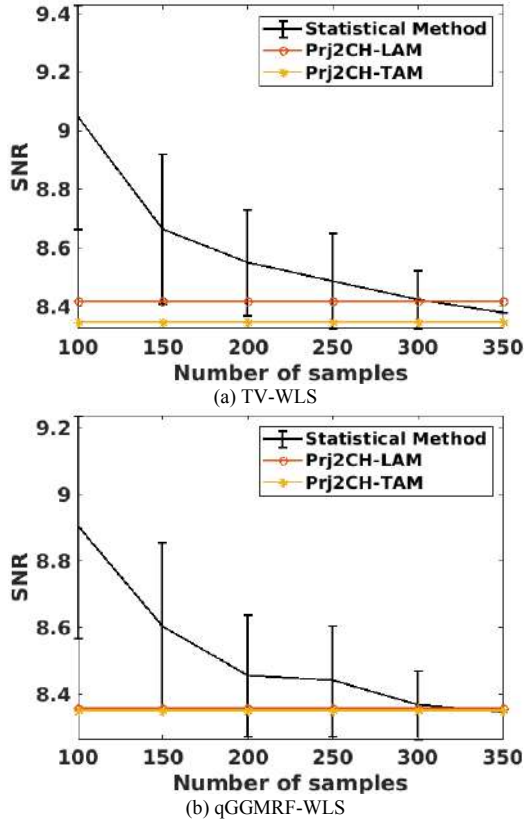 9.4
9.2
9
8.8
8.6
8.4
SNR
Statistical Method
Prj2CH-LAM
Prj2CH-TAM
100 150 200 250 300 350
Number of samples
(a) TV-WLS
9.2
9
8.8
8.6
8.4
SNR
Statistical Method
Prj2CH-LAM
Prj2CH-TAM
100 150 200 250 300 350
Number of samples
(b) qGGMRF-WLS